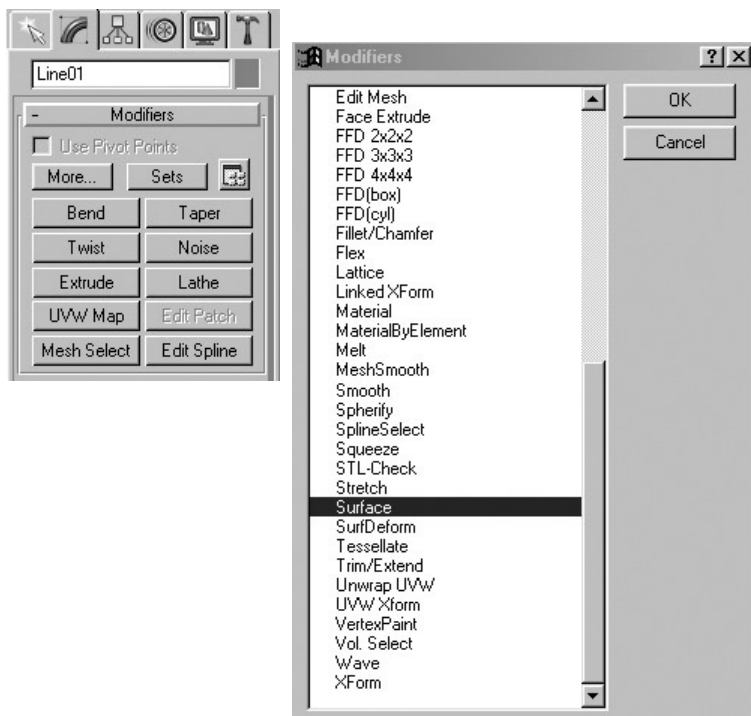 Line01
- Modifiers
Use Pivot Points
More... Sets
Bend Taper
Twist Noise
Extrude Lathe
UVW Map Edit Patch
Mesh Select Edit Spline
Modifiers ? ×
Edit Mesh
Face Extrude
FFD 2x2x2
FFD 3x3x3
FFD 4x4x4
FFD(box)
FFD(cyl)
Fillet/Chamfer
Flex
Lattice
Linked XForm
Material
MaterialByElement
Melt
MeshSmooth
Smooth
Spherify
SplineSelect
Squeeze
STL-Check
Stretch
Surface
SurfDeform
Tessellate
Trim/Extend
Unwrap UVW
UVW Xform
VertexPaint
Vol. Select
Wave
XForm
OK
Cancel